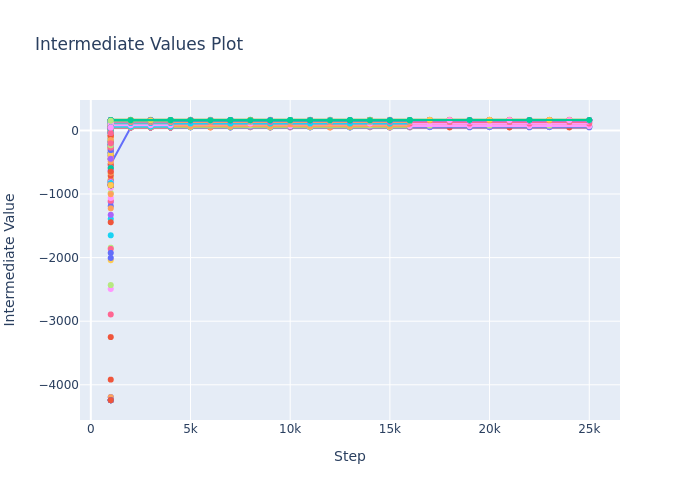 Intermediate Values Plot
Intermediate Value
0
−1000
−2000
−3000
−4000
0
5k
10k
15k
20k
25k
Step